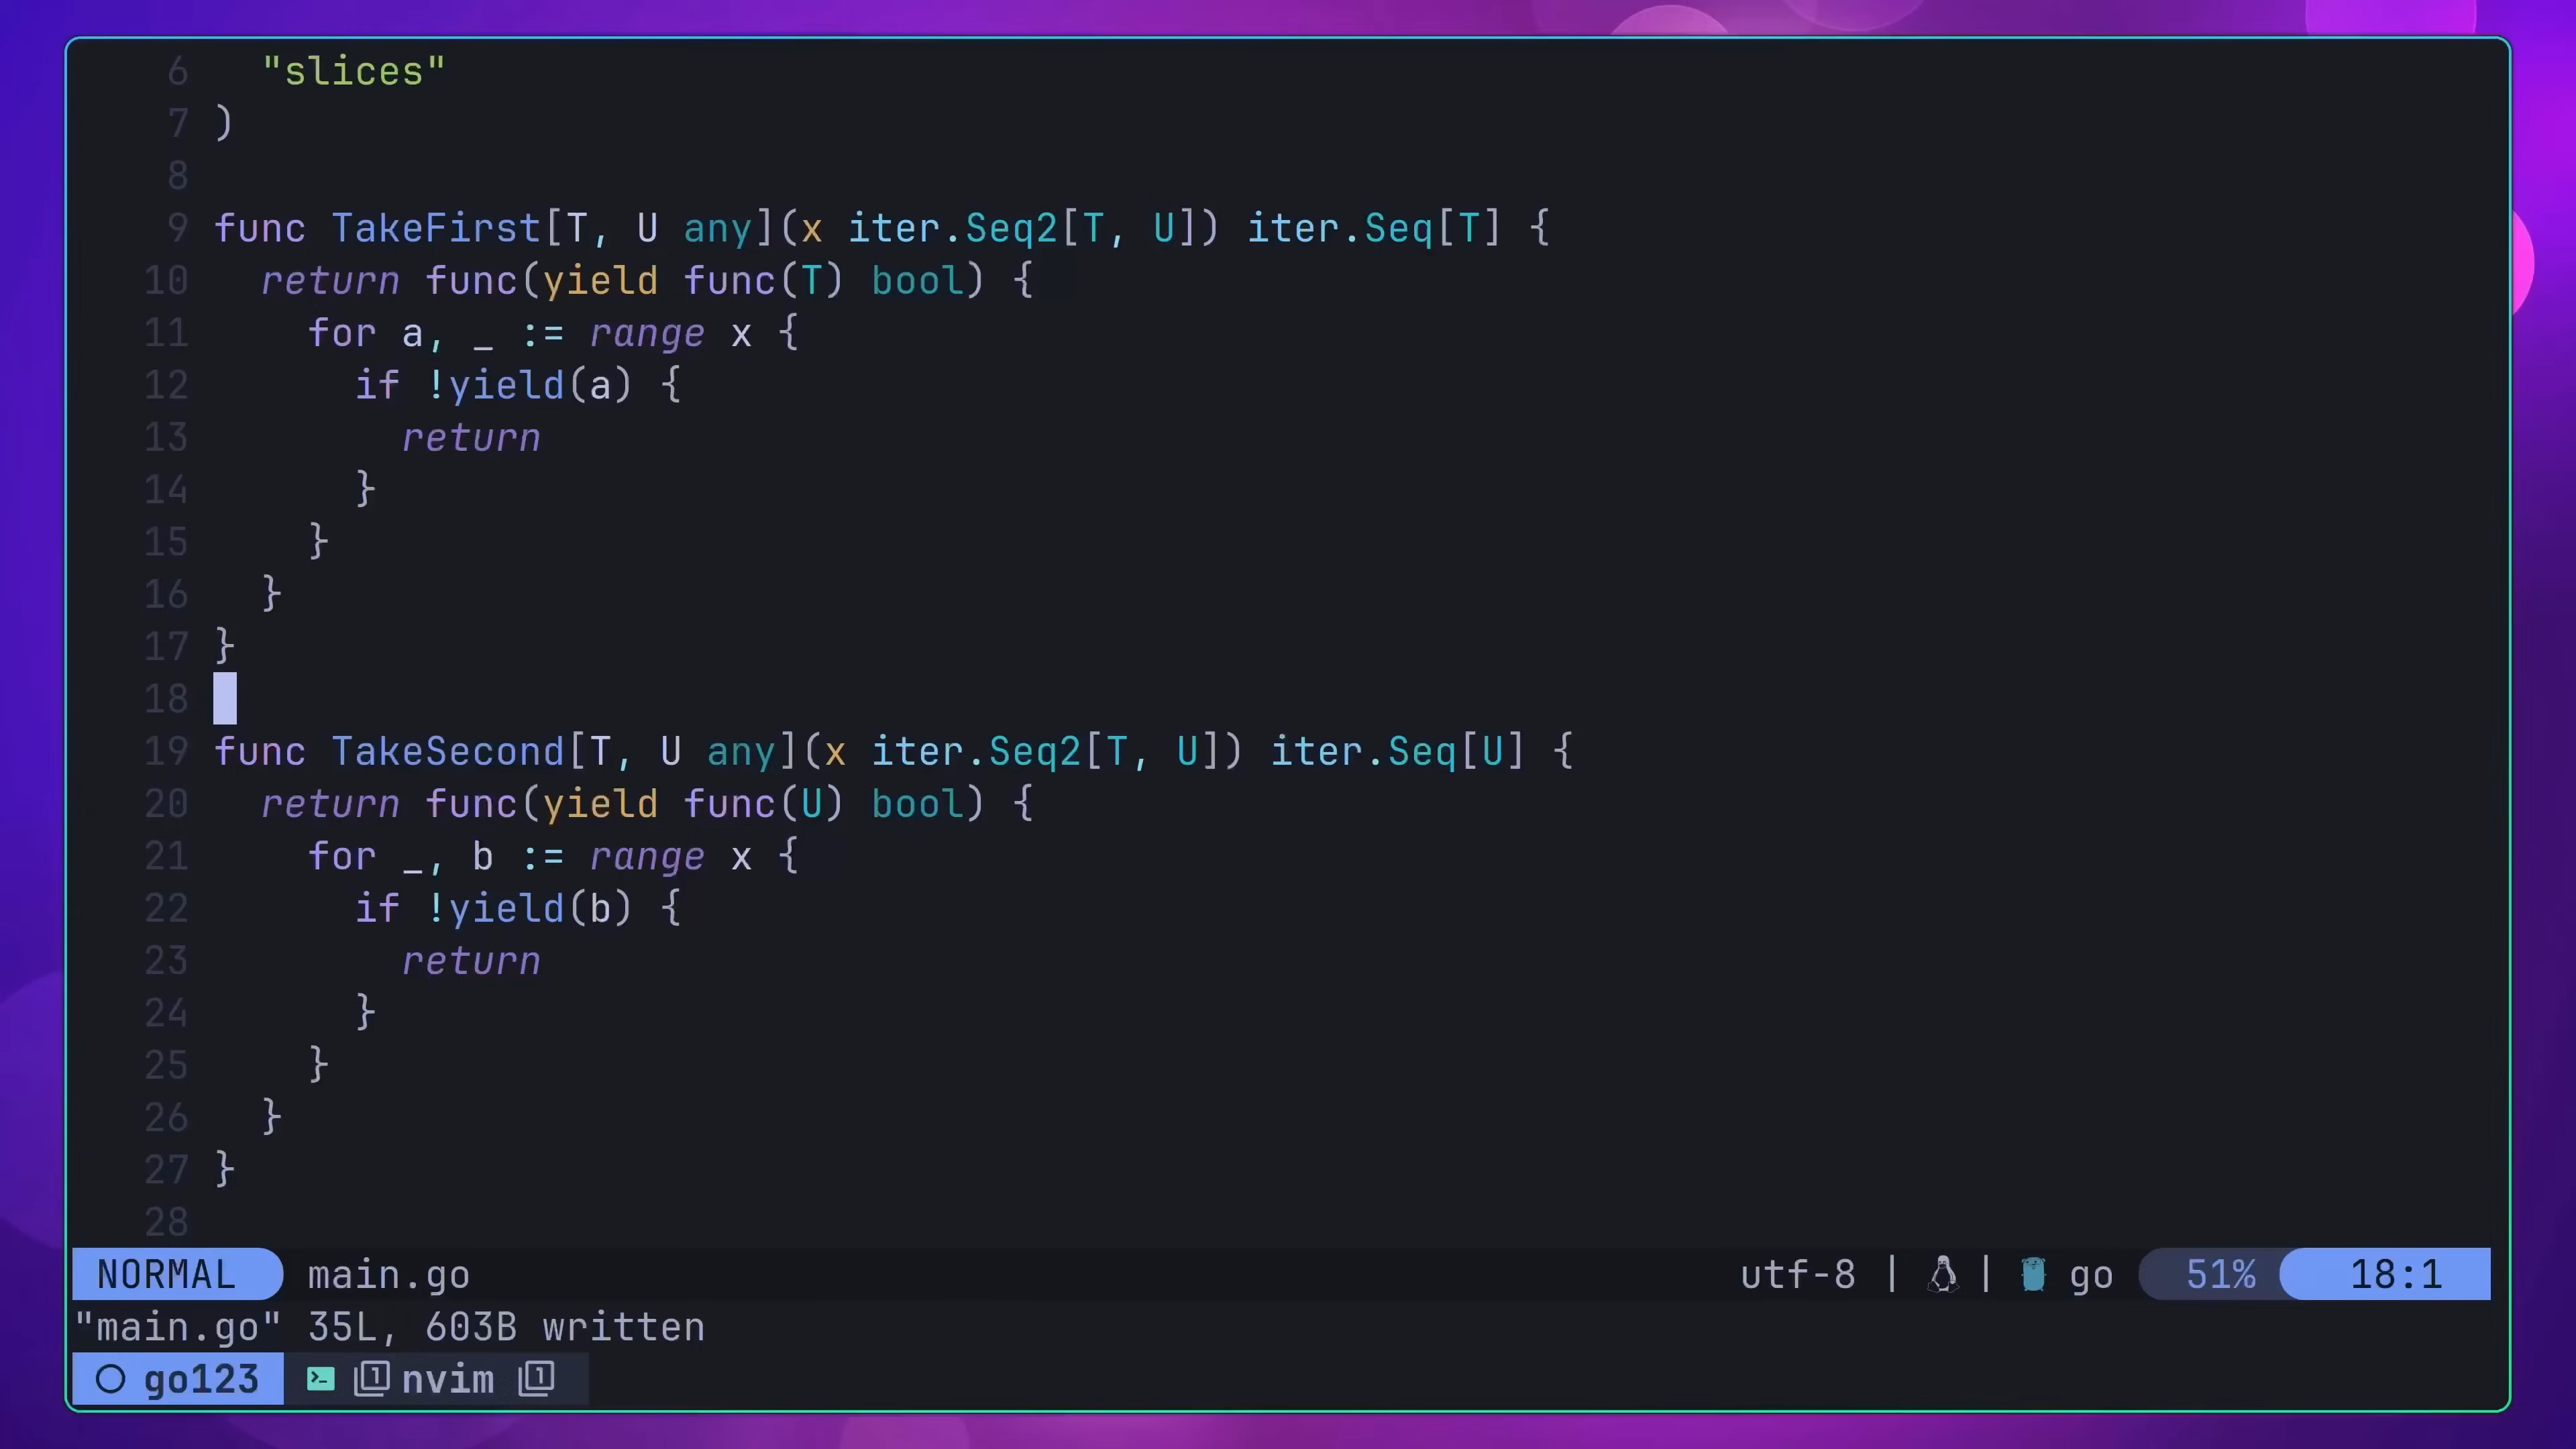 6 "slices"
7 )
8
9 func TakeFirst[T, U any](x iter.Seq2[T, U]) iter.Seq[T] {
10   return func(yield func(T) bool) {
11     for a, _ := range x {
12       if !yield(a) {
13         return
14       }
15     }
16   }
17 }
18
19 func TakeSecond[T, U any](x iter.Seq2[T, U]) iter.Seq[U] {
20   return func(yield func(U) bool) {
21     for _, b := range x {
22       if !yield(b) {
23         return
24       }
25     }
26   }
27 }
28
NORMAL main.go utf-8 | | go 51% 18:1
"main.go" 35L, 603B written
go123 >_ 1 nvim 1